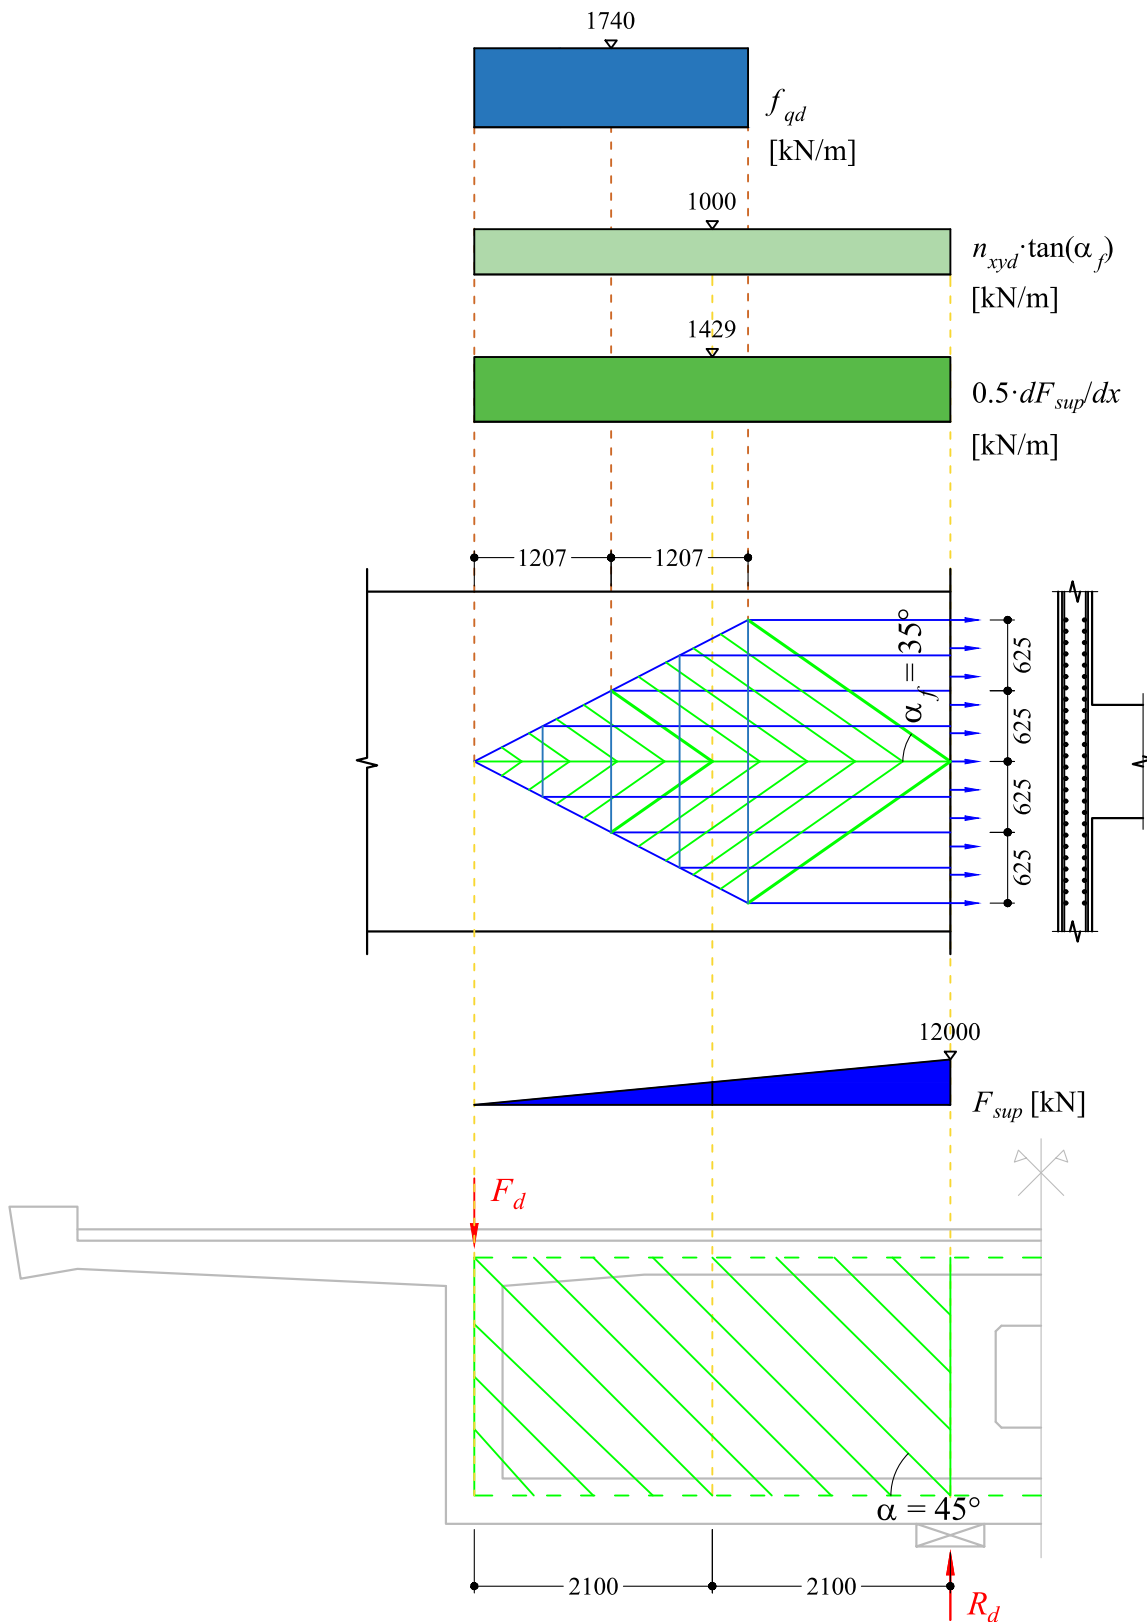 1740
f_qd
[kN/m]
1000
n_xyd·tan(α_f)
[kN/m]
1429
0.5·dF_sup/dx
[kN/m]
1207
1207
α_f = 35°
625
625
625
625
12000
F_sup [kN]
F_d
α = 45°
2100
2100
R_d